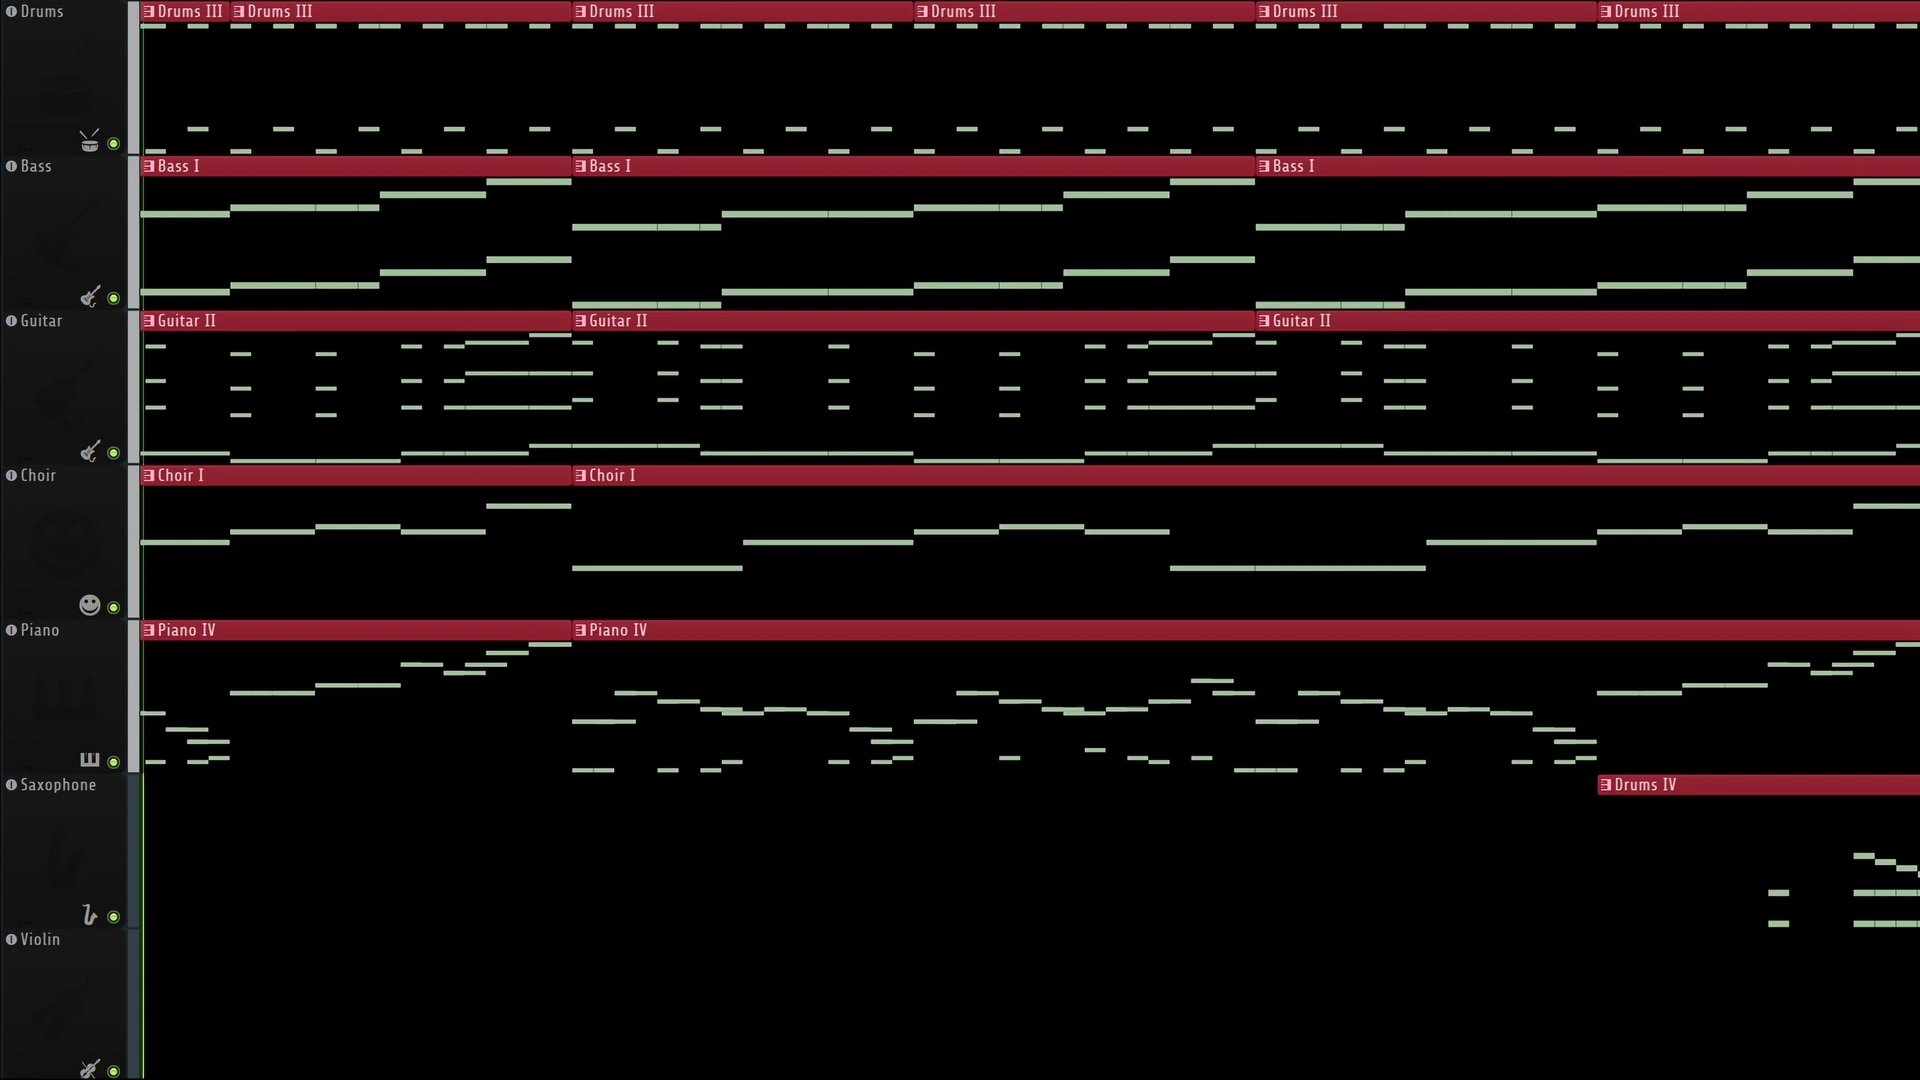 Drums
Drums III Drums III Drums III Drums III Drums III Drums III
Bass
Bass I Bass I Bass I
Guitar
Guitar II Guitar II Guitar II
Choir
Choir I Choir I
Piano
Piano IV Piano IV
Saxophone
Drums IV
Violin